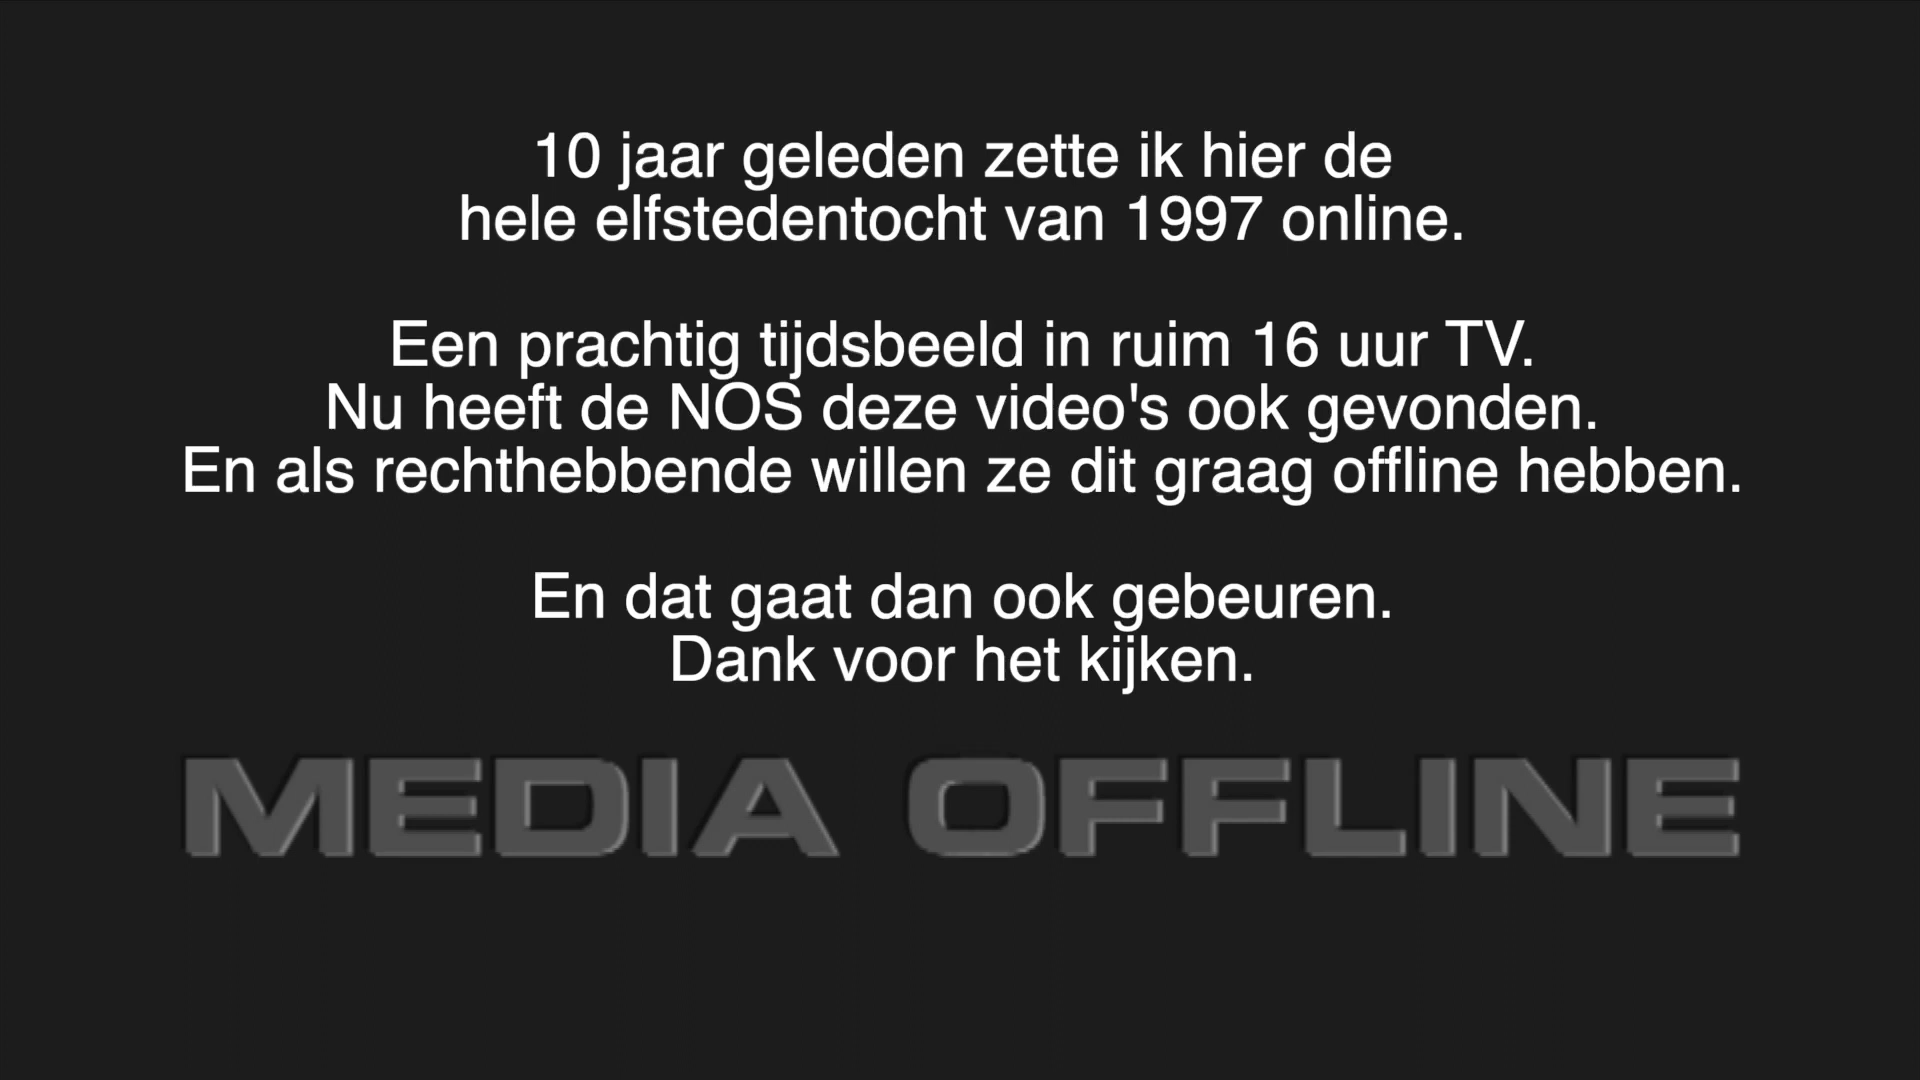 10 jaar geleden zette ik hier de
hele elfstedentocht van 1997 online.
Een prachtig tijdsbeeld in ruim 16 uur TV.
Nu heeft de NOS deze video's ook gevonden.
En als rechthebbende willen ze dit graag offline hebben.
En dat gaat dan ook gebeuren.
Dank voor het kijken.
MEDIA OFFLINE